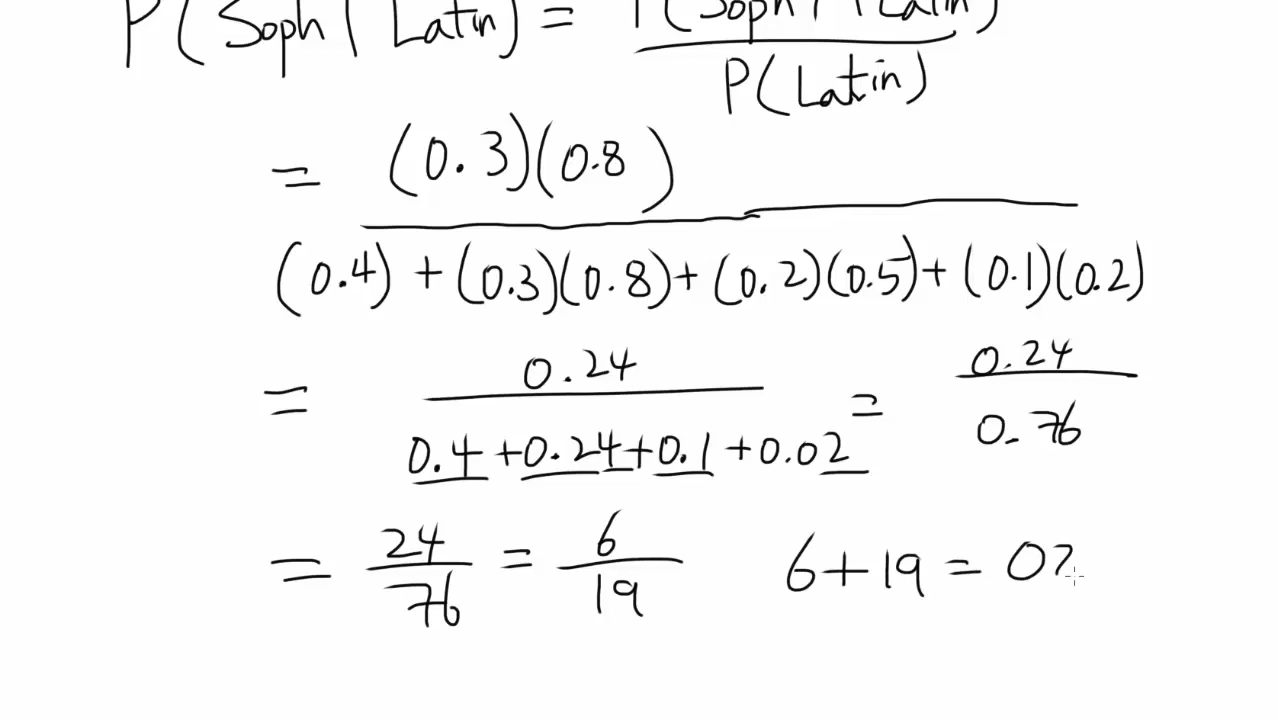 P(Soph | Latin) = P(Soph ∩ Latin)
P(Latin)
= (0.3)(0.8)
(0.4) + (0.3)(0.8) + (0.2)(0.5) + (0.1)(0.2)
= 0.24 / 0.4 + 0.24 + 0.1 + 0.02 = 0.24 / 0.76
= 24 / 76 = 6 / 19 6 + 19 = 02